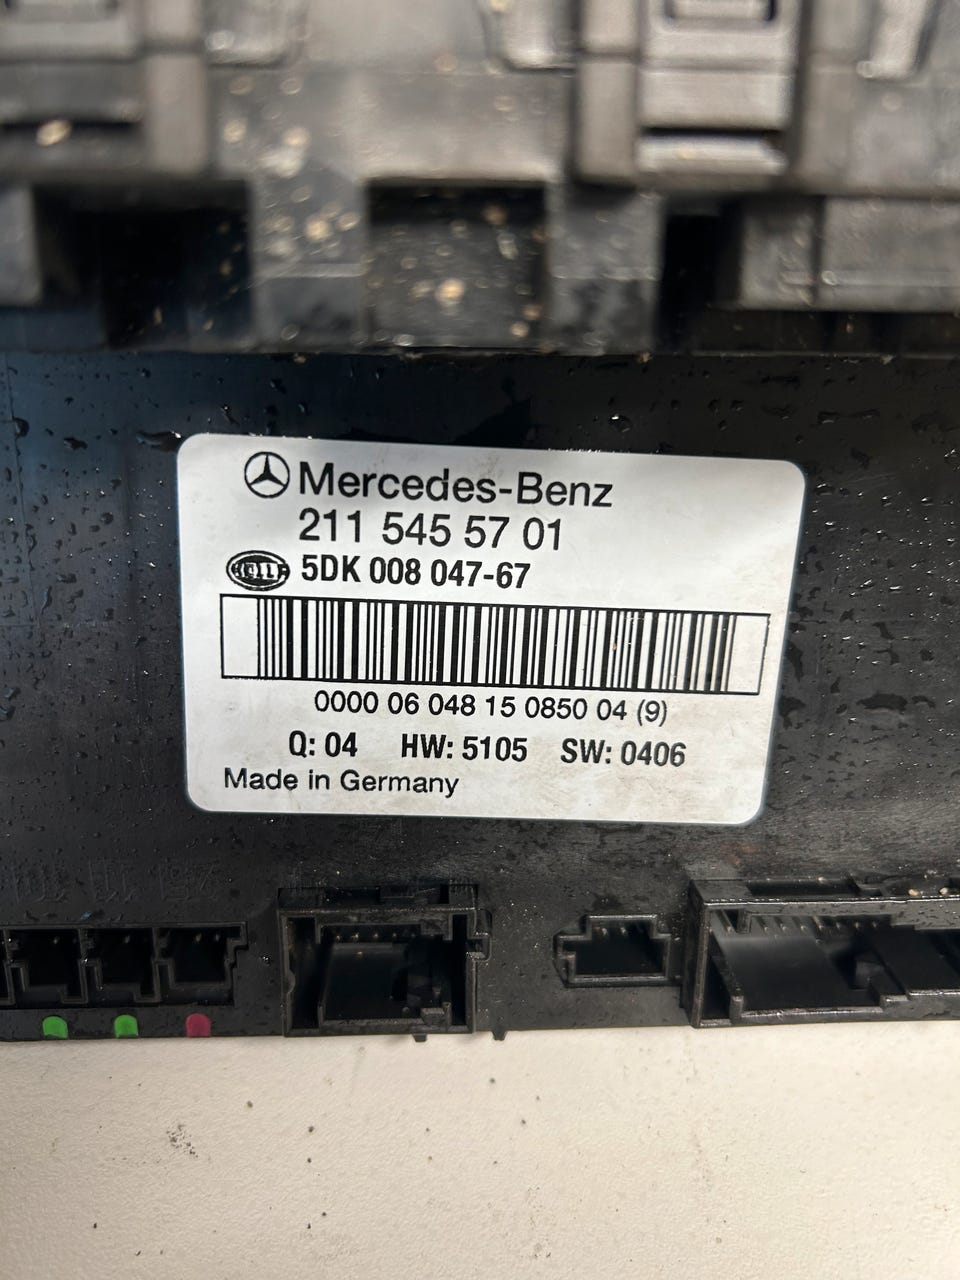 Mercedes-Benz
211 545 57 01
HELLA 5DK 008 047-67
0000 06 048 15 0850 04 (9)
Q: 04 HW: 5105 SW: 0406
Made in Germany